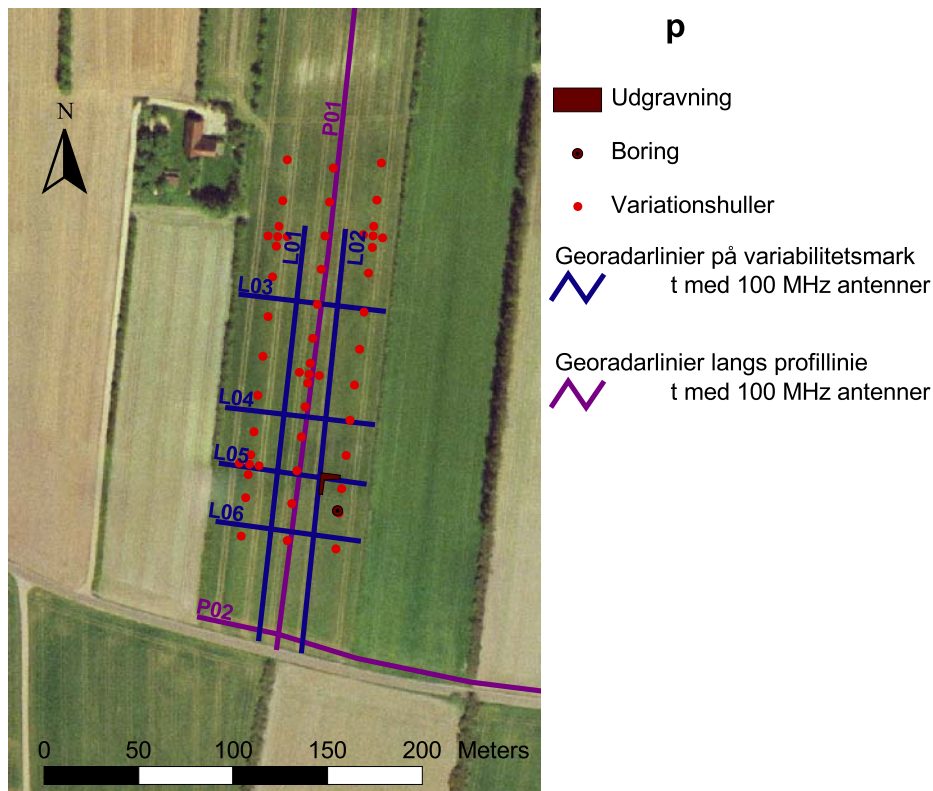 p
Udgravning
Boring
Variationshuller
Georadarlinier på variabilitetsmark
t med 100 MHz antenner
Georadarlinier langs profillinie
t med 100 MHz antenner
N
P01
L01
L02
L03
L04
L05
L06
P02
0 50 100 150 200 Meters